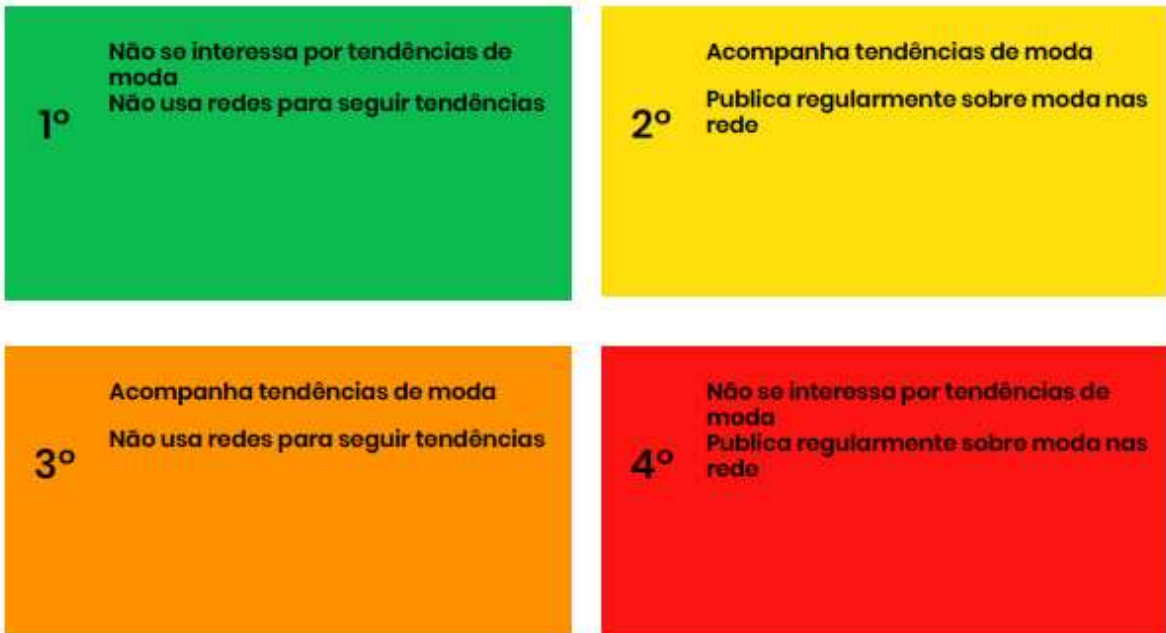 1º
Não se interessa por tendências de
moda
Não usa redes para seguir tendências
2º
Acompanha tendências de moda
Publica regularmente sobre moda nas
rede
3º
Acompanha tendências de moda
Não usa redes para seguir tendências
4º
Não se interessa por tendências de
moda
Publica regularmente sobre moda nas
rede